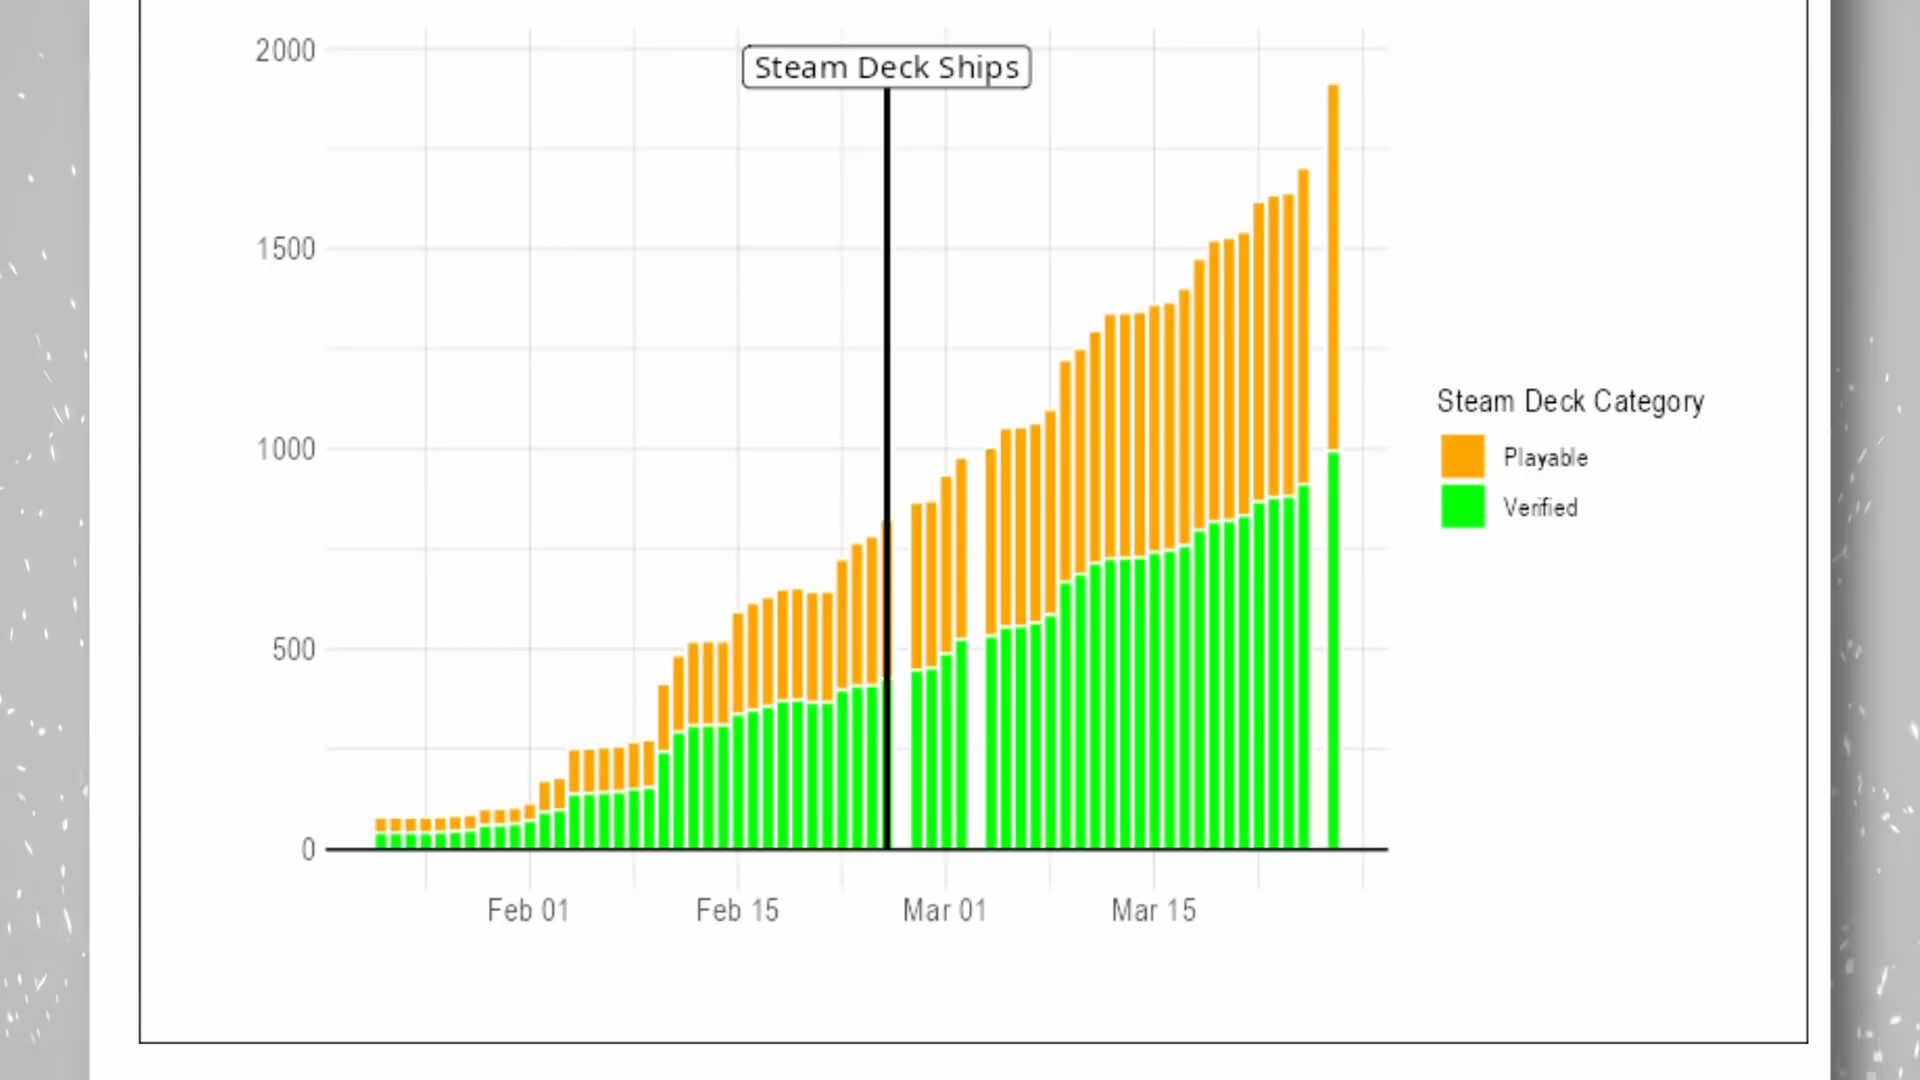 2000
Steam Deck Ships
1500
1000
500
0
Feb 01
Feb 15
Mar 01
Mar 15
Steam Deck Category
Playable
Verified